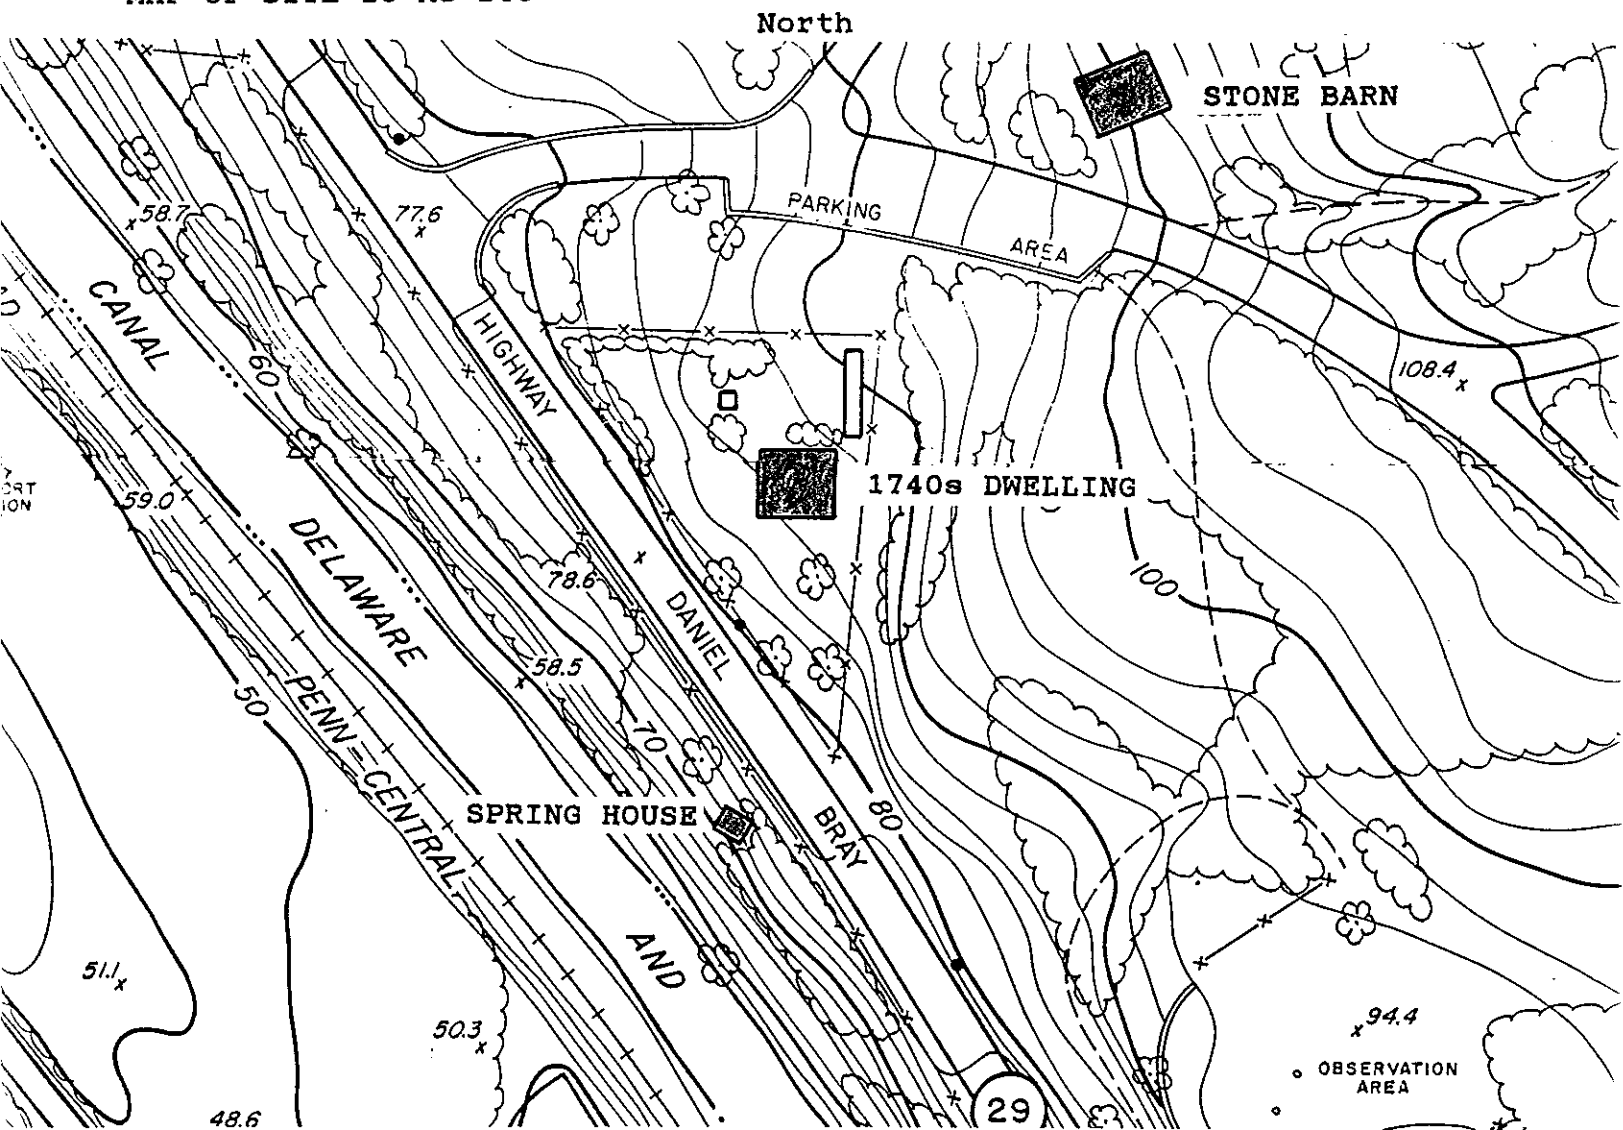 North
STONE BARN
58.7
77.6
PARKING
AREA
CANAL
HIGHWAY
60
108.4
59.0
1740s DWELLING
DELAWARE
78.6
100
DANIEL
58.5
50
PENN-CENTRAL
70
SPRING HOUSE
80
BRAY
AND
51.1
50.3
94.4
OBSERVATION
AREA
29
48.6